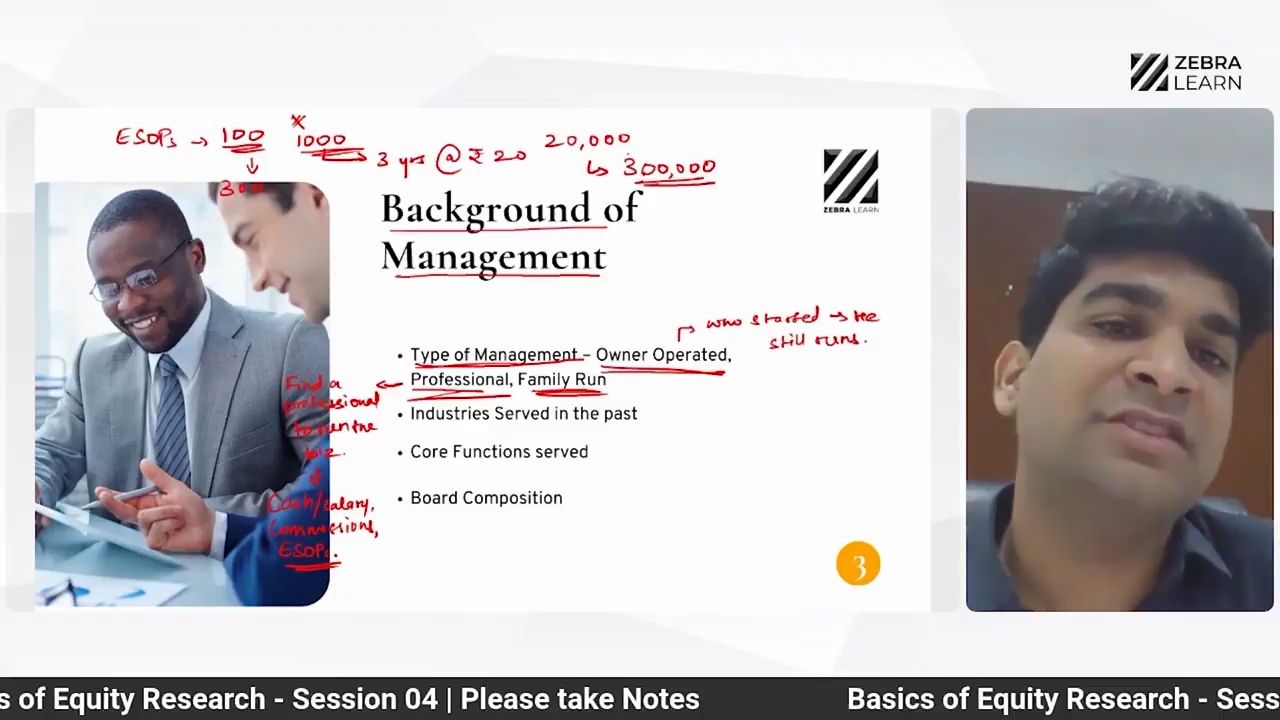 ZEBRA
LEARN
ESOPs → 100 1000 3 yrs @ ₹ 20 20,000
↳ 300,000
300
ZEBRA LEARN
Background of
Management
who started → he
still runs.
• Type of Management – Owner Operated,
Professional, Family Run
• Industries Served in the past
• Core Functions served
• Board Composition
Find a
professional
to run the
biz.
Cash/salary,
Commissions,
ESOPs.
3
s of Equity Research - Session 04 | Please take Notes
Basics of Equity Research - Sess